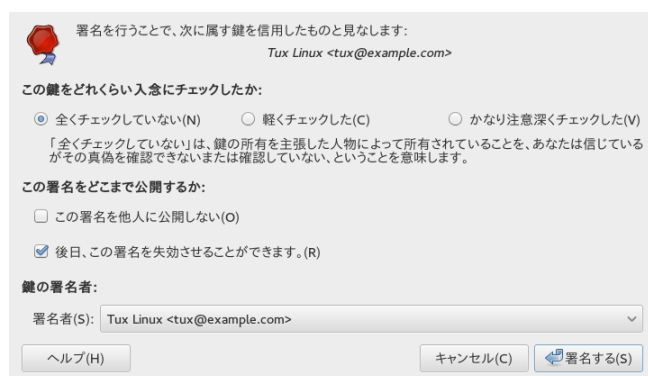 署名を行うことで、次に属す鍵を信用したものと見なします:
Tux Linux <tux@example.com>
この鍵をどれくらい入念にチェックしたか:
全くチェックしていない(N)
軽くチェックした(C)
かなり注意深くチェックした(V)
「全くチェックしていない」は、鍵の所有を主張した人物によって所有されていることを、あなたは信じている
がその真偽を確認できないまたは確認していない、ということを意味します。
この署名をどこまで公開するか:
この署名を他人に公開しない(O)
後日、この署名を失効させることができます。(R)
鍵の署名者:
署名者(S): Tux Linux <tux@example.com>
ヘルプ(H)
キャンセル(C)
署名する(S)